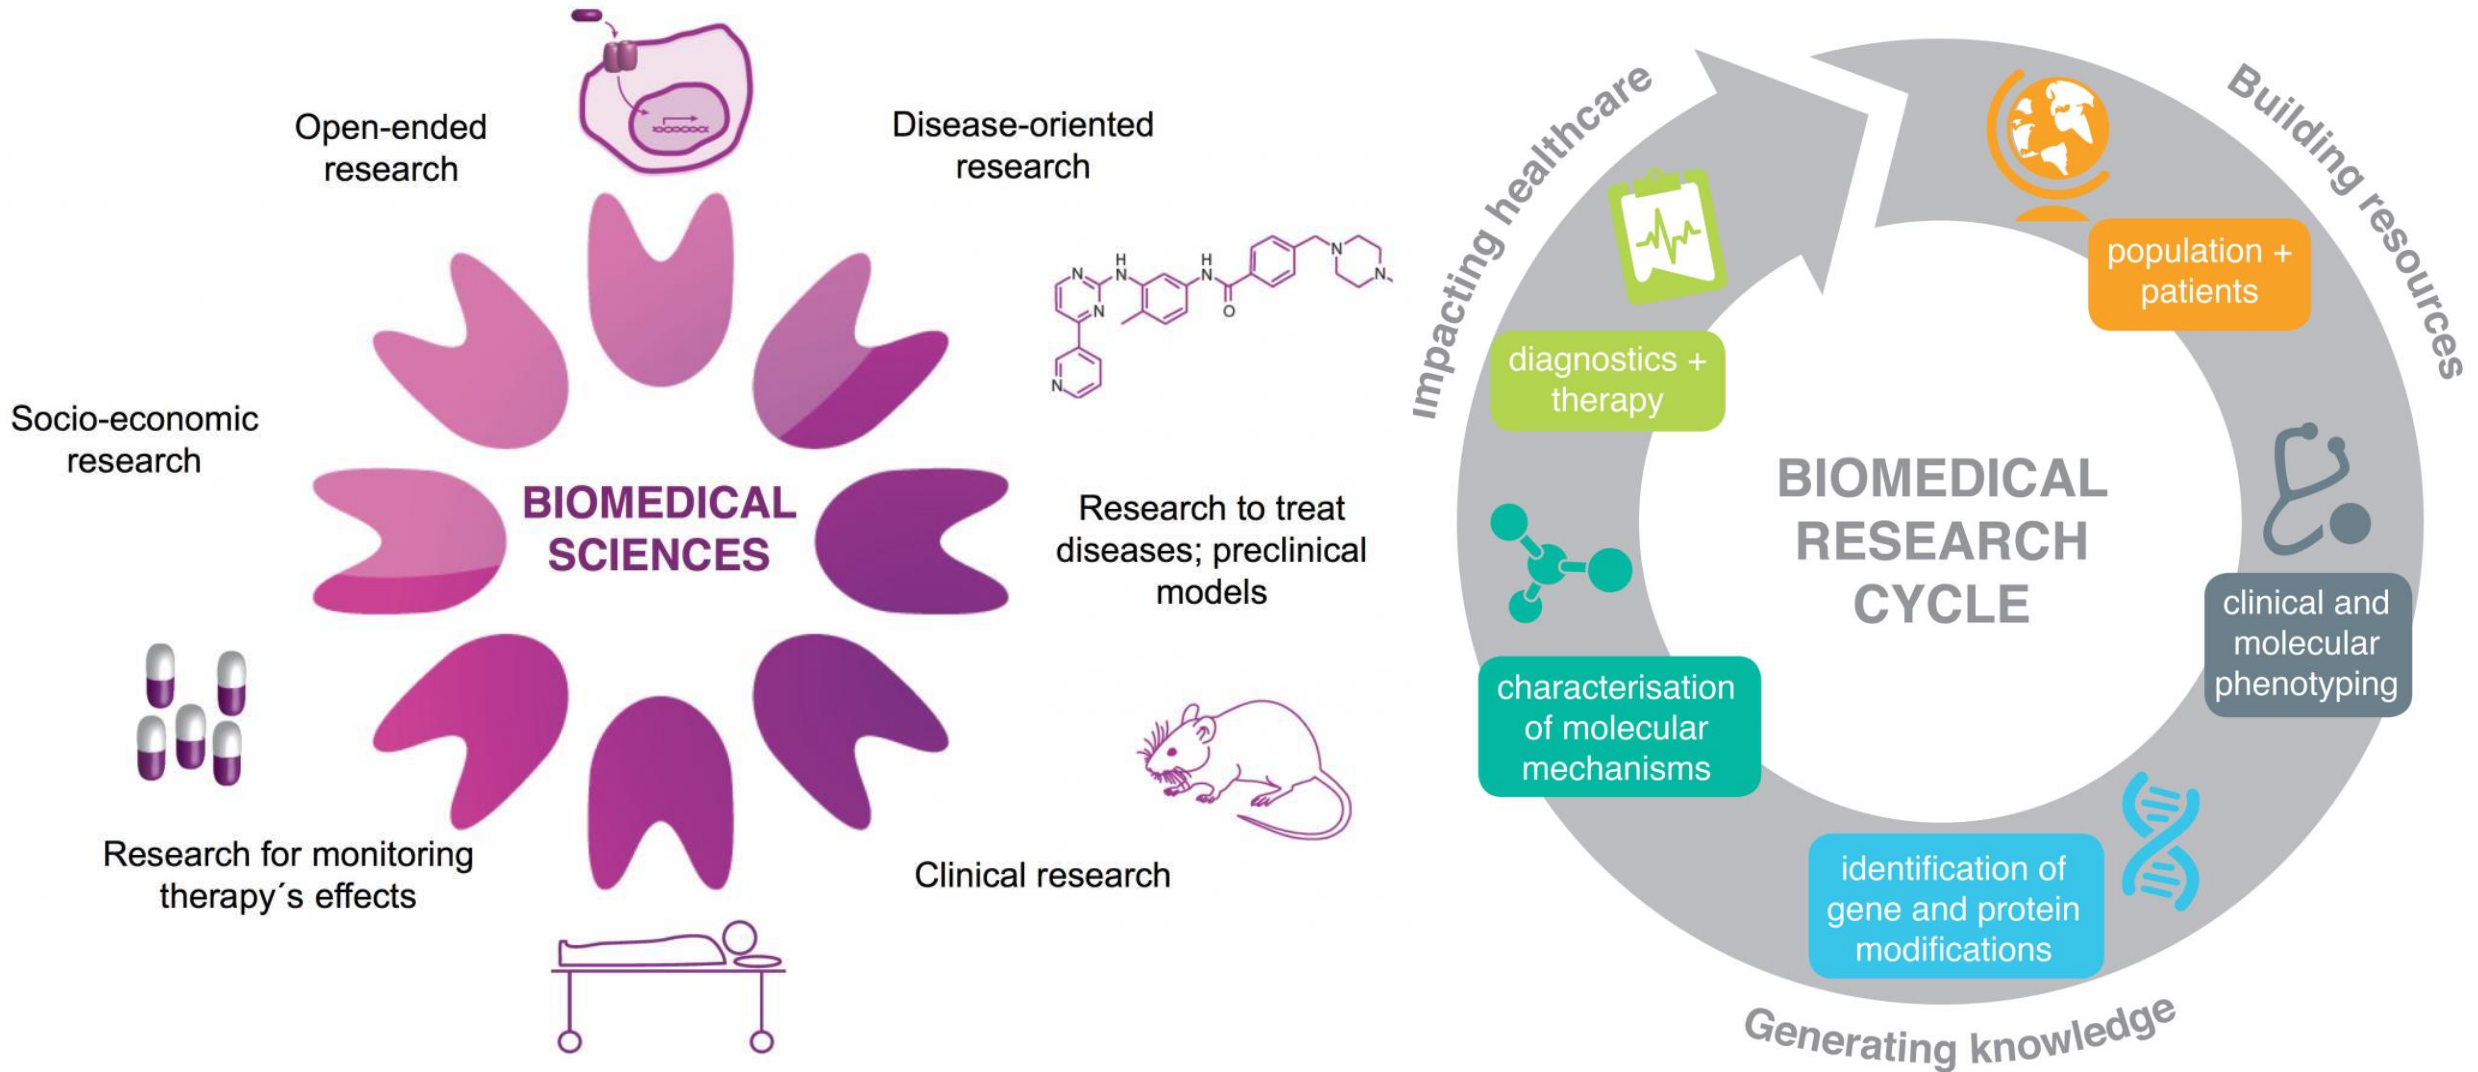 Open-ended
research
Disease-oriented
research
N
H
N
N
H
N
O
N
N
N
Socio-economic
research
BIOMEDICAL
SCIENCES
Research to treat
diseases; preclinical
models
Research for monitoring
therapy´s effects
Clinical research
Impacting healthcare
Building resources
population +
patients
diagnostics +
therapy
BIOMEDICAL
RESEARCH
CYCLE
clinical and
molecular
phenotyping
characterisation
of molecular
mechanisms
identification of
gene and protein
modifications
Generating knowledge